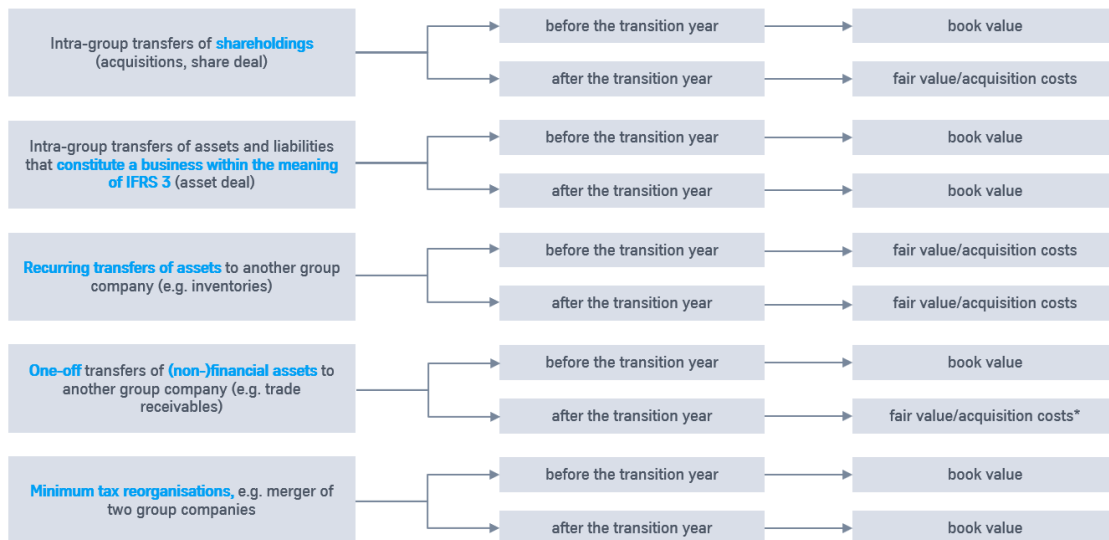 Intra-group transfers of shareholdings
(acquisitions, share deal)
before the transition year
book value
after the transition year
fair value/acquisition costs
Intra-group transfers of assets and liabilities
that constitute a business within the meaning
of IFRS 3 (asset deal)
before the transition year
book value
after the transition year
book value
Recurring transfers of assets to another group
company (e.g. inventories)
before the transition year
fair value/acquisition costs
after the transition year
fair value/acquisition costs
One-off transfers of (non-)financial assets to
another group company (e.g. trade
receivables)
before the transition year
book value
after the transition year
fair value/acquisition costs*
Minimum tax reorganisations, e.g. merger of
two group companies
before the transition year
book value
after the transition year
book value